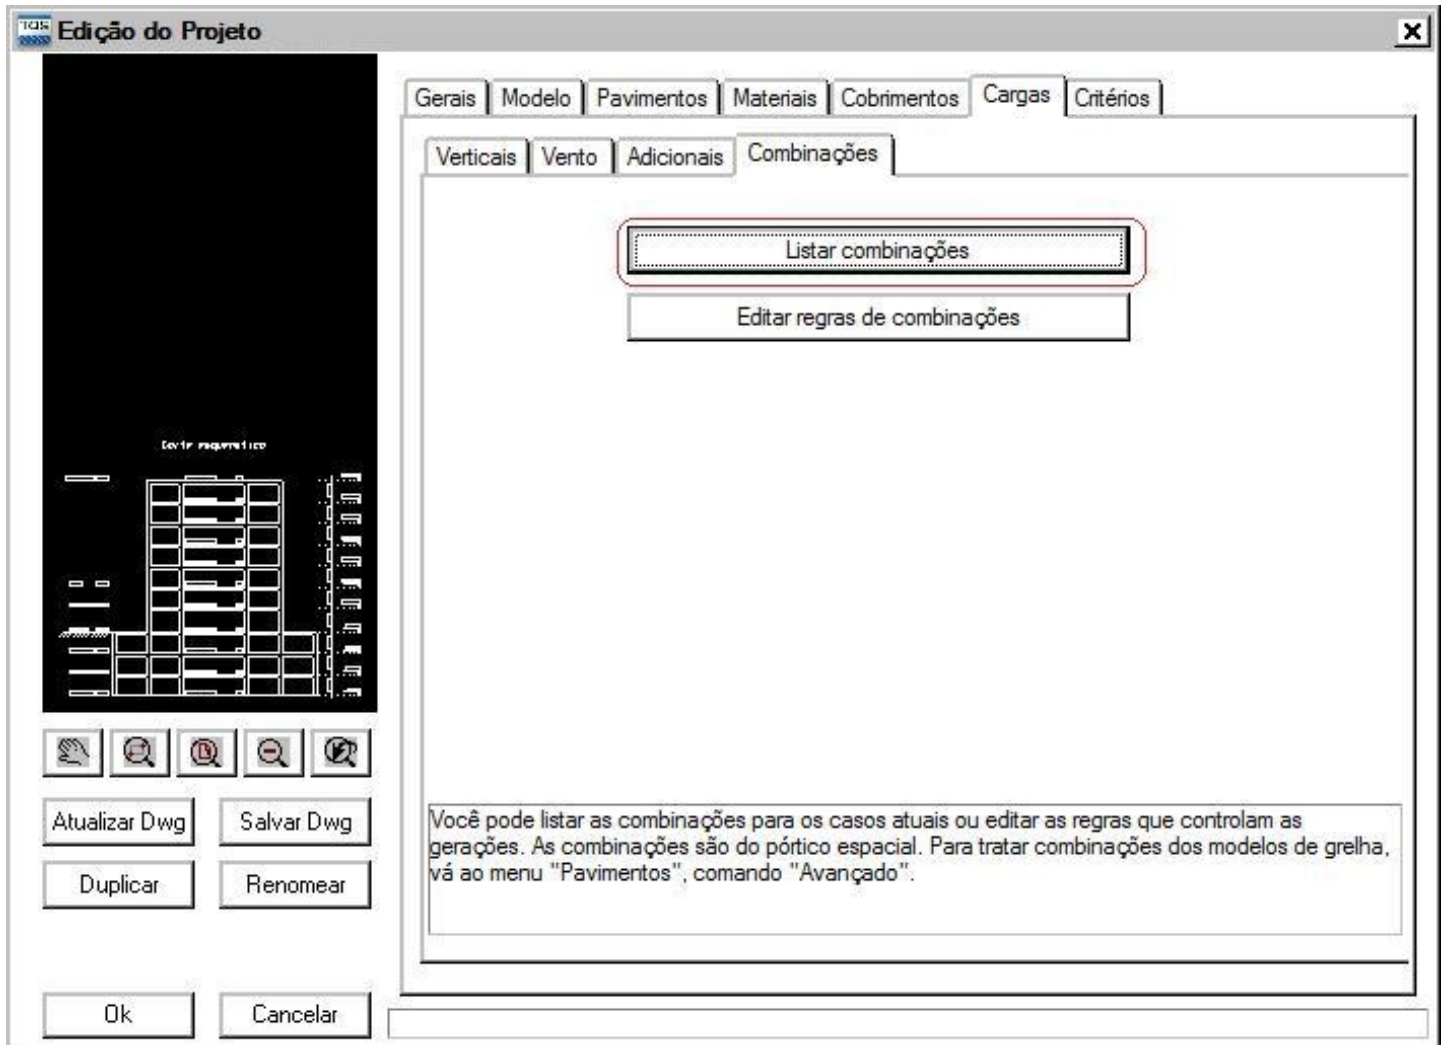 TQS Edição do Projeto
Gerais Modelo Pavimentos Materiais Cobrimentos Cargas Critérios
Verticais Vento Adicionais Combinações
Listar combinações
Editar regras de combinações
Corte esquemático
Atualizar Dwg Salvar Dwg
Duplicar Renomear
Você pode listar as combinações para os casos atuais ou editar as regras que controlam as
gerações. As combinações são do pórtico espacial. Para tratar combinações dos modelos de grelha,
vá ao menu "Pavimentos", comando "Avançado".
Ok Cancelar